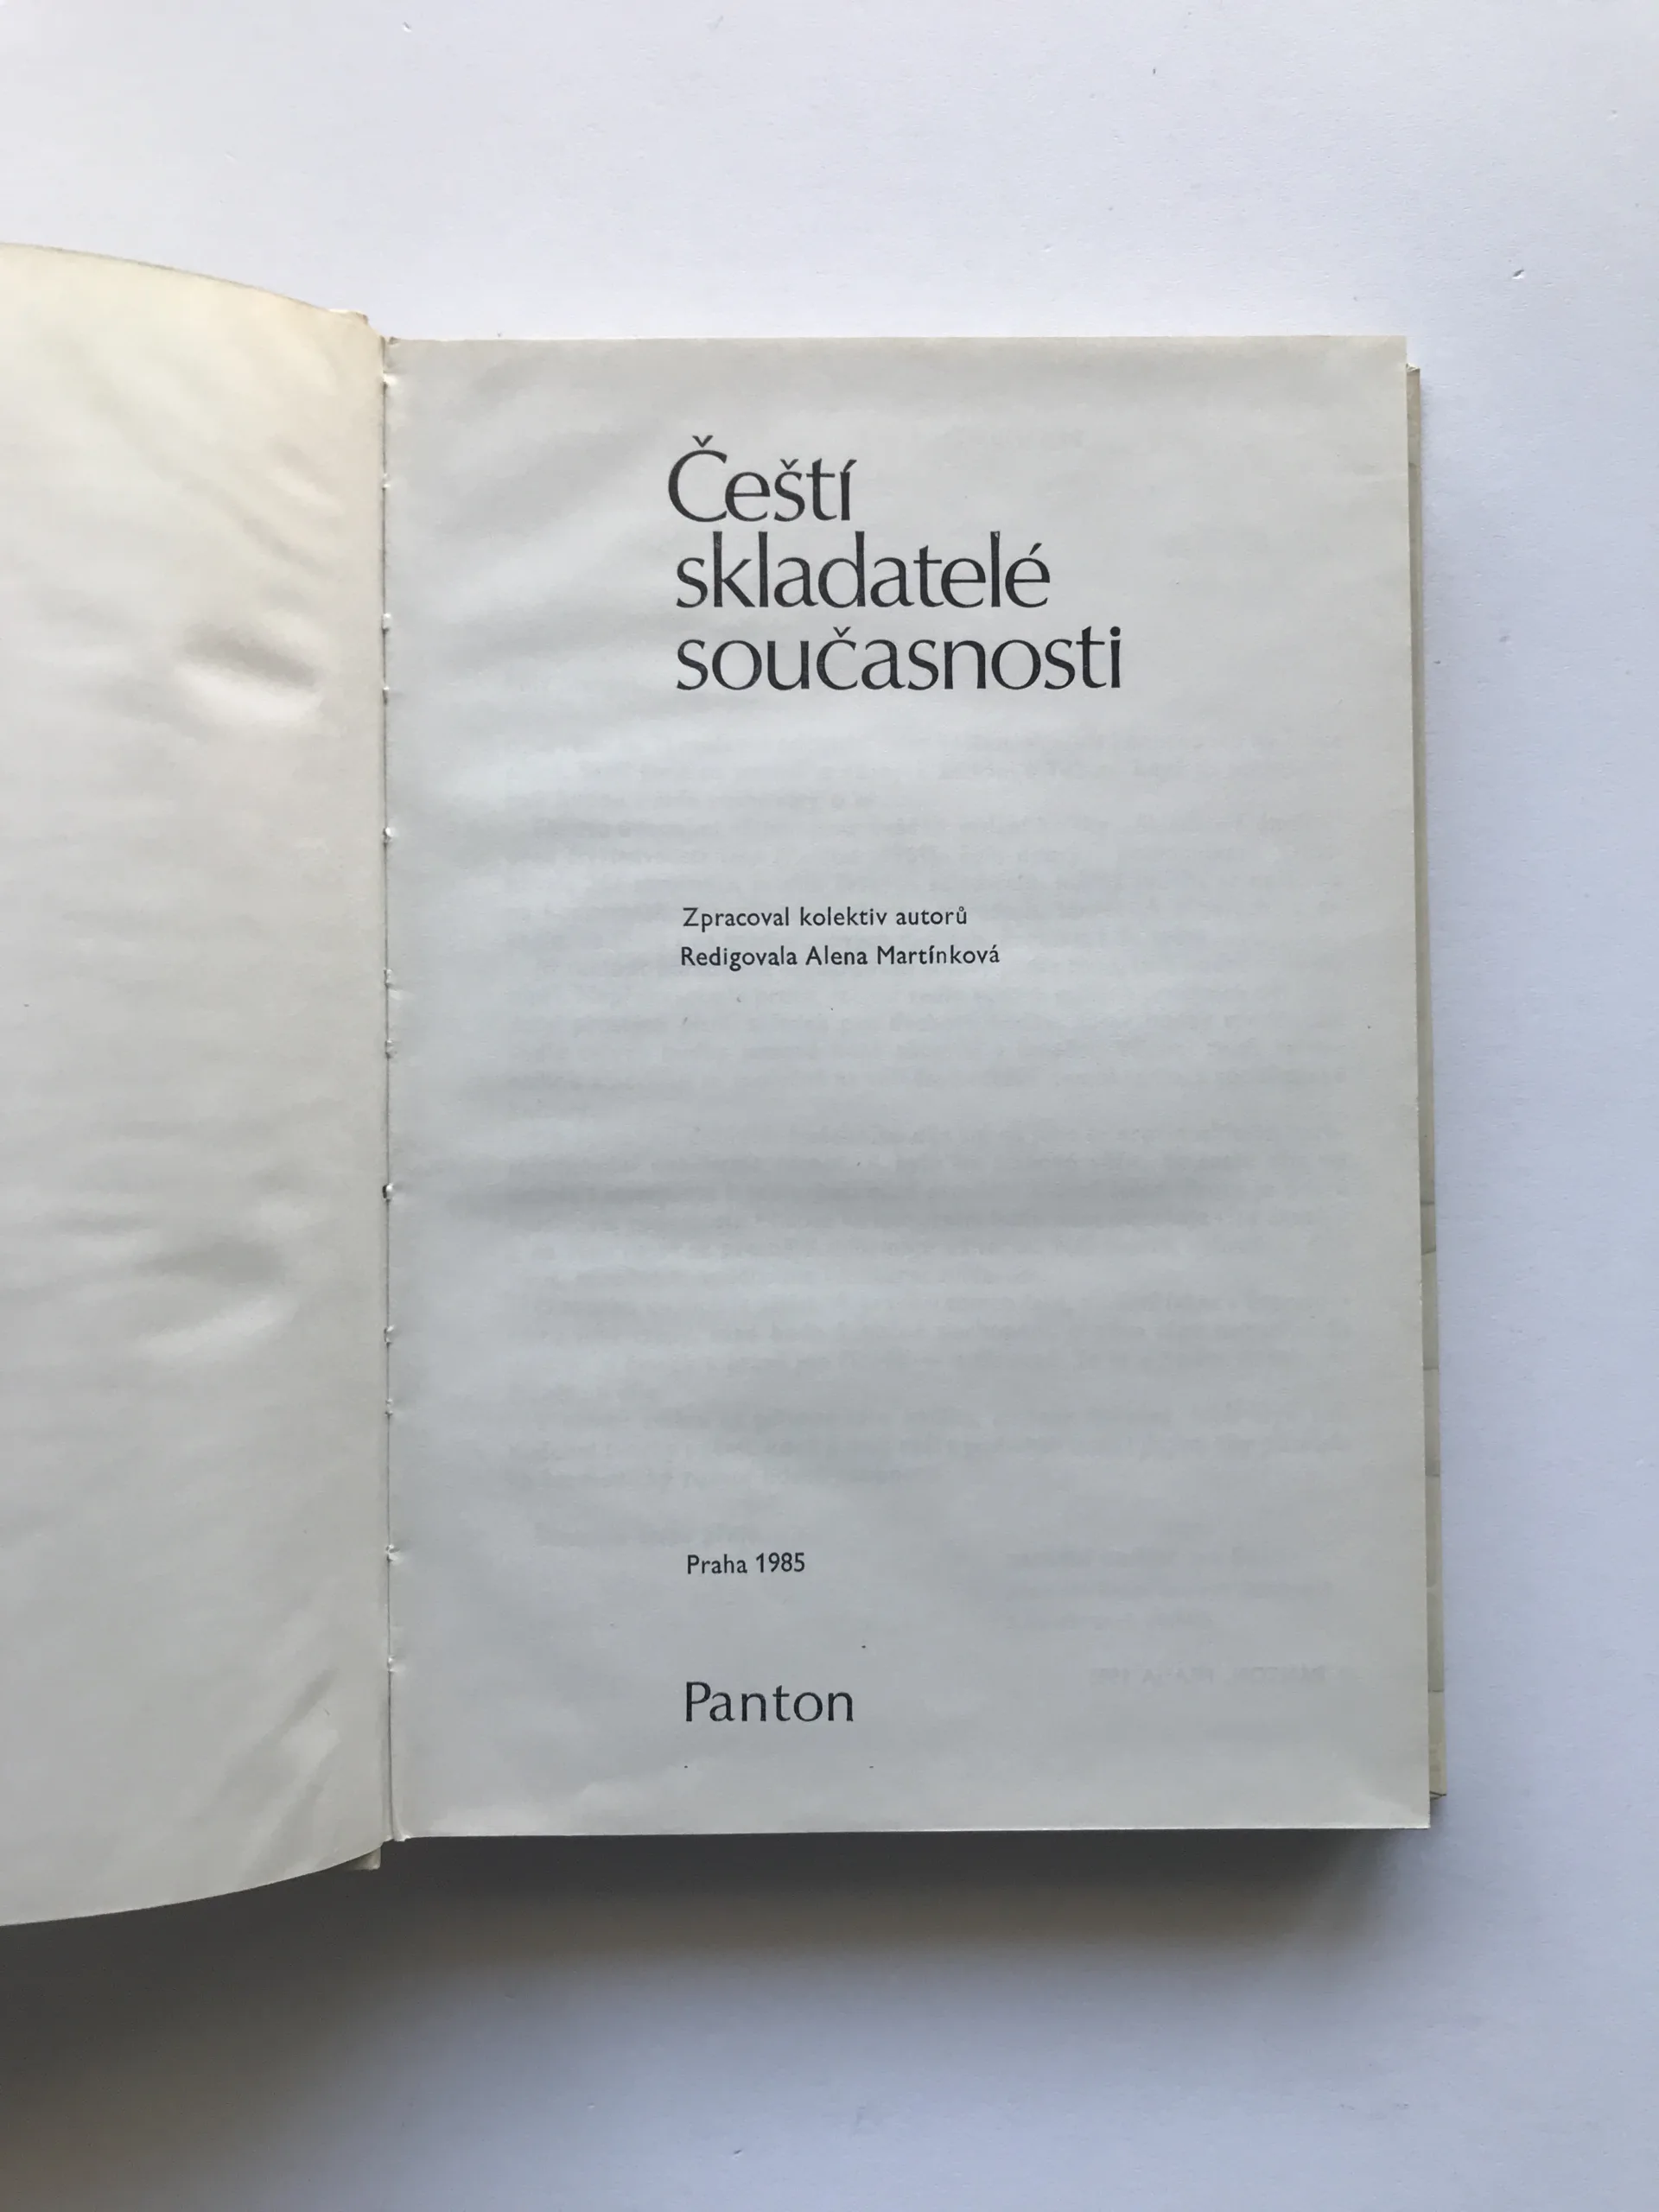 Čeští
skladatelé
současnosti
Zpracoval kolektiv autorů
Redigovala Alena Martínková
Praha 1985
Panton